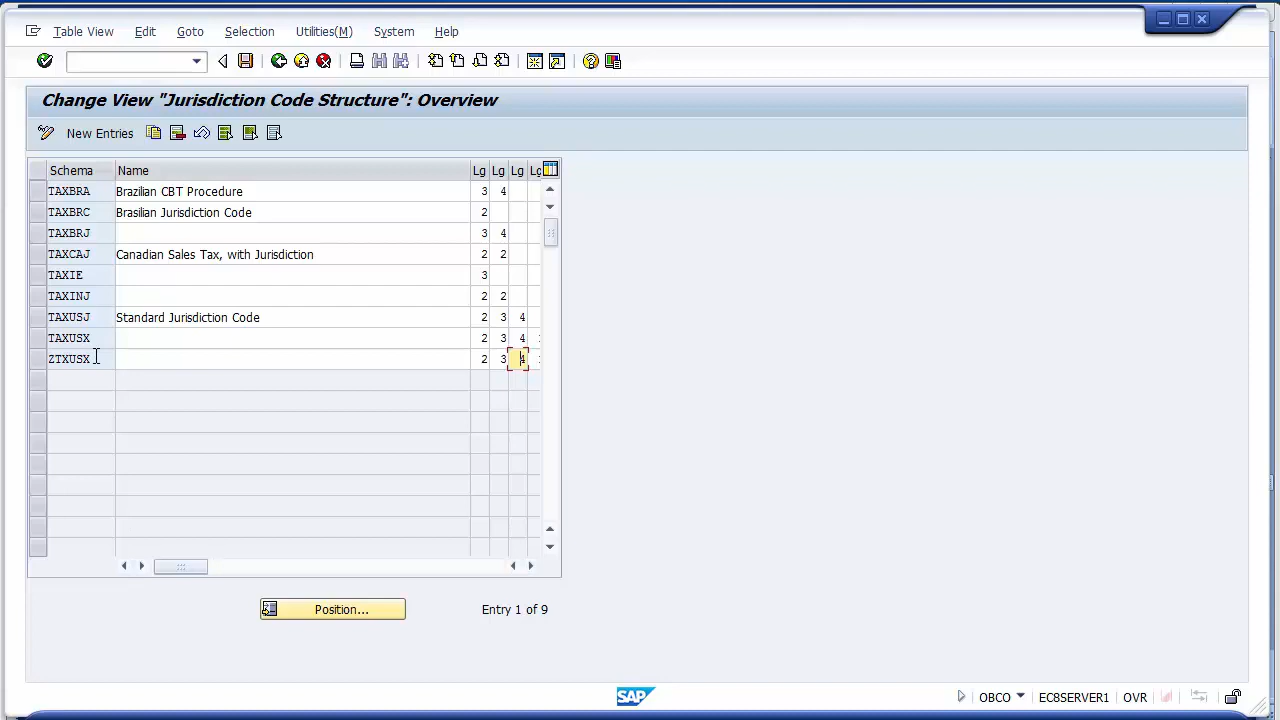 Table View Edit Goto Selection Utilities(M) System Help
Change View "Jurisdiction Code Structure": Overview
New Entries
Schema Name Lg Lg Lg Lg
TAXBRA Brazilian CBT Procedure 3 4
TAXBRC Brasilian Jurisdiction Code 2
TAXBRJ 3 4
TAXCAJ Canadian Sales Tax, with Jurisdiction 2 2
TAXIE 3
TAXINJ 2 2
TAXUSJ Standard Jurisdiction Code 2 3 4
TAXUSX 2 3 4
ZTXUSX 2 3 4
Position... Entry 1 of 9
SAP OBCO ECBSERVER1 OVR